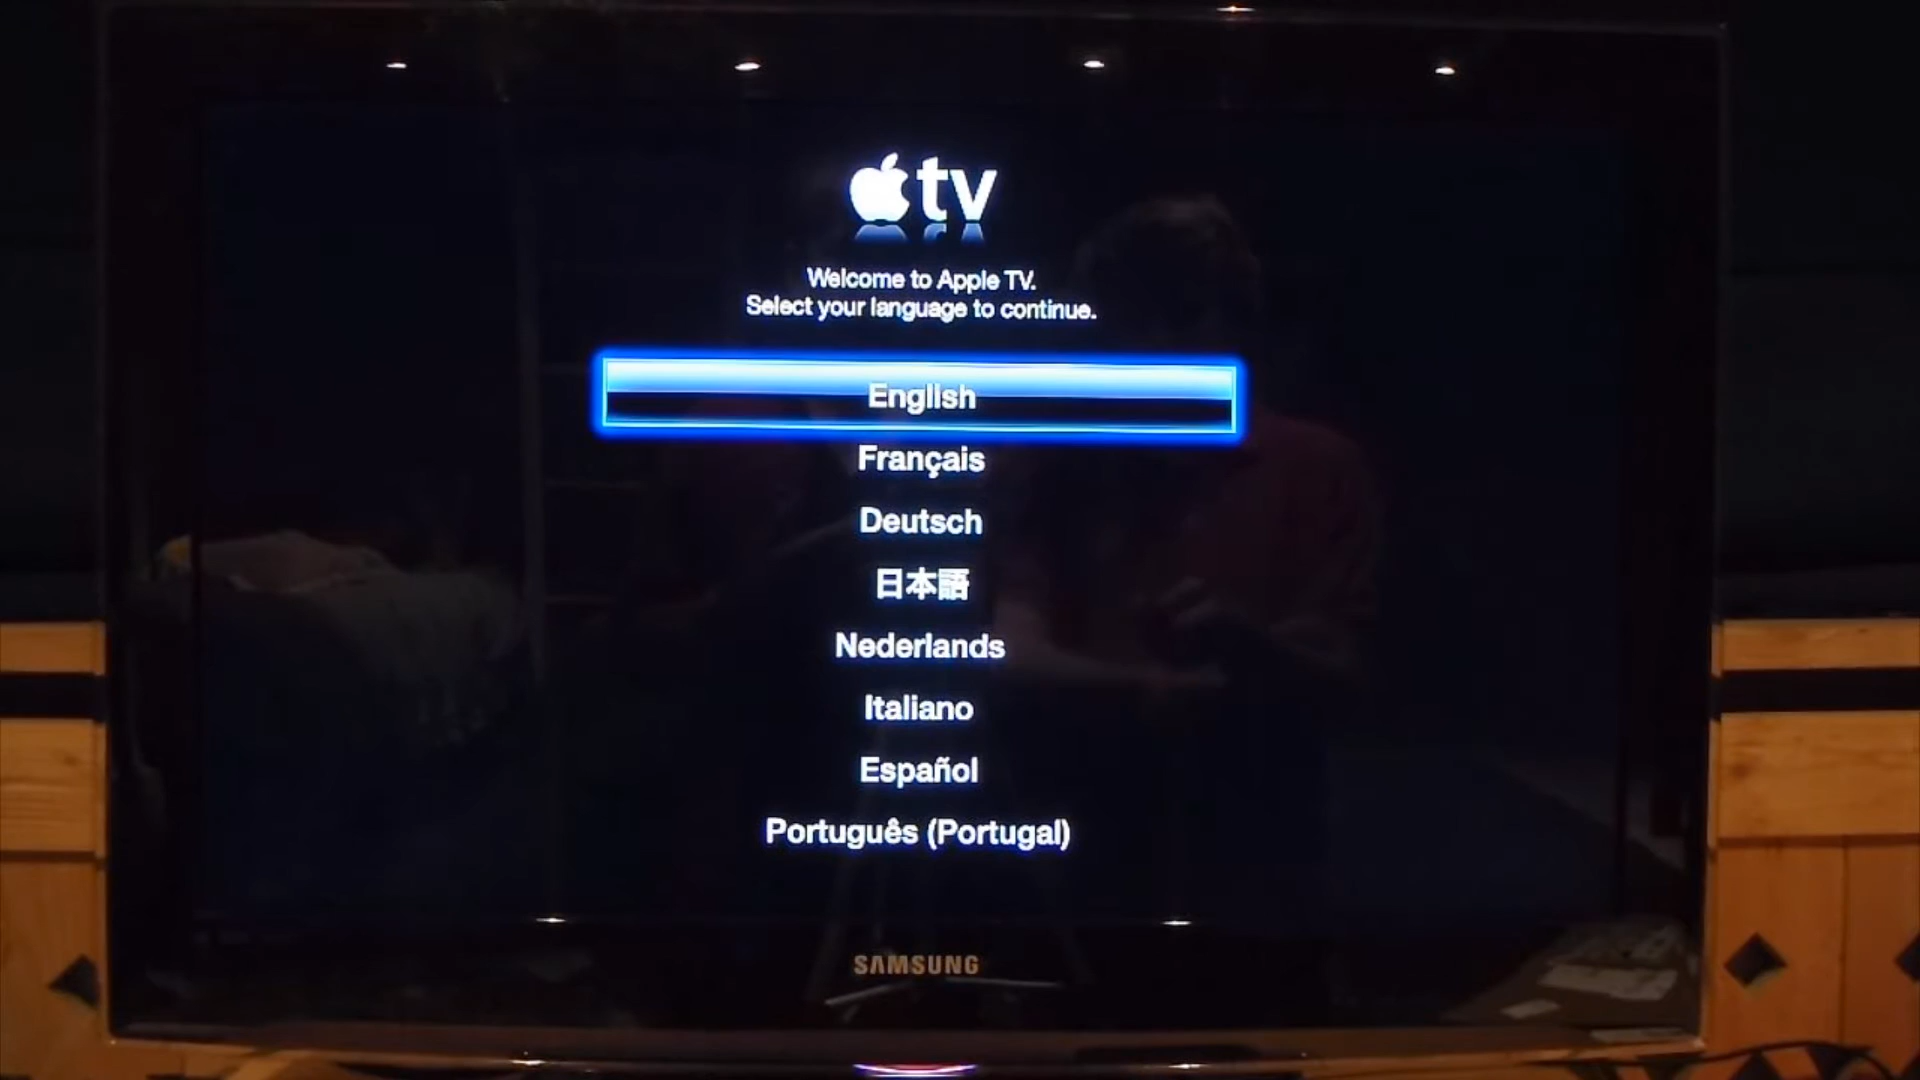 tv
Welcome to Apple TV.
Select your language to continue.
English
Français
Deutsch
日本語
Nederlands
Italiano
Español
Português (Portugal)
SAMSUNG